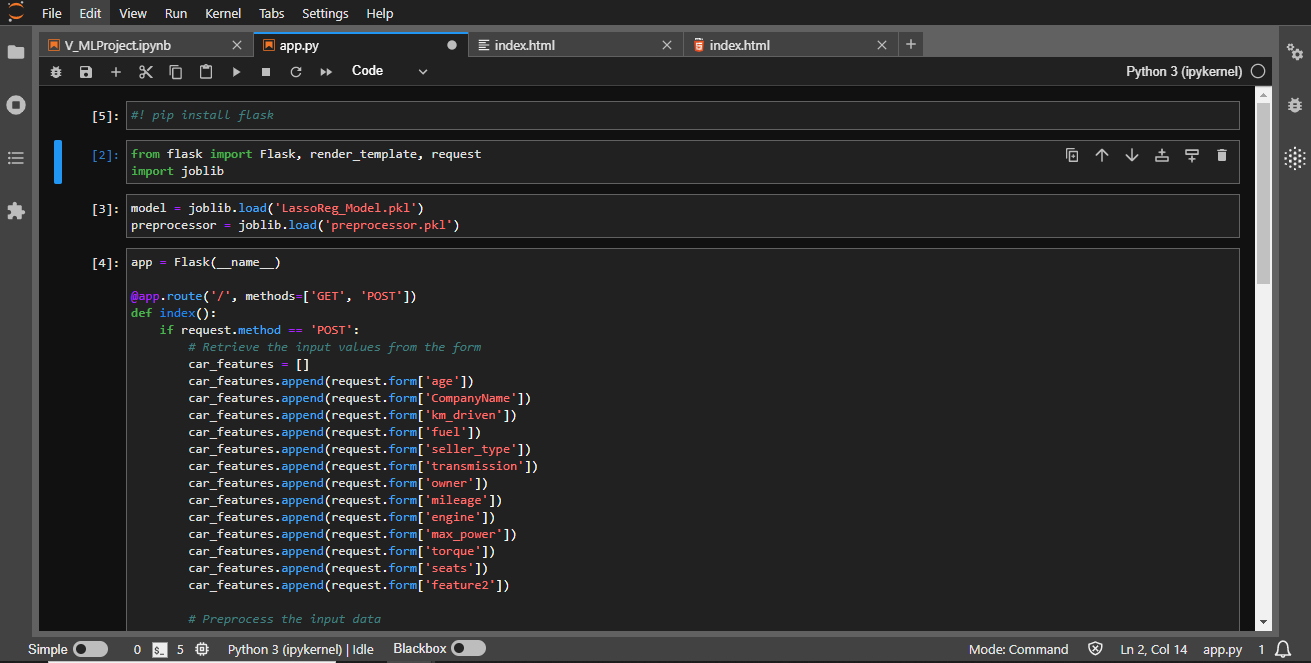 File Edit View Run Kernel Tabs Settings Help
V_MLProject.ipynb app.py index.html index.html
Code
Python 3 (ipykernel)
[5]: #! pip install flask
[2]: from flask import Flask, render_template, request
import joblib
[3]: model = joblib.load('LassoReg_Model.pkl')
preprocessor = joblib.load('preprocessor.pkl')
[4]: app = Flask(__name__)
@app.route('/', methods=['GET', 'POST'])
def index():
    if request.method == 'POST':
        # Retrieve the input values from the form
        car_features = []
        car_features.append(request.form['age'])
        car_features.append(request.form['CompanyName'])
        car_features.append(request.form['km_driven'])
        car_features.append(request.form['fuel'])
        car_features.append(request.form['seller_type'])
        car_features.append(request.form['transmission'])
        car_features.append(request.form['owner'])
        car_features.append(request.form['mileage'])
        car_features.append(request.form['engine'])
        car_features.append(request.form['max_power'])
        car_features.append(request.form['torque'])
        car_features.append(request.form['seats'])
        car_features.append(request.form['feature2'])
        # Preprocess the input data
Simple 0 $_ 5 Python 3 (ipykernel) | Idle Blackbox Mode: Command Ln 2, Col 14 app.py 1